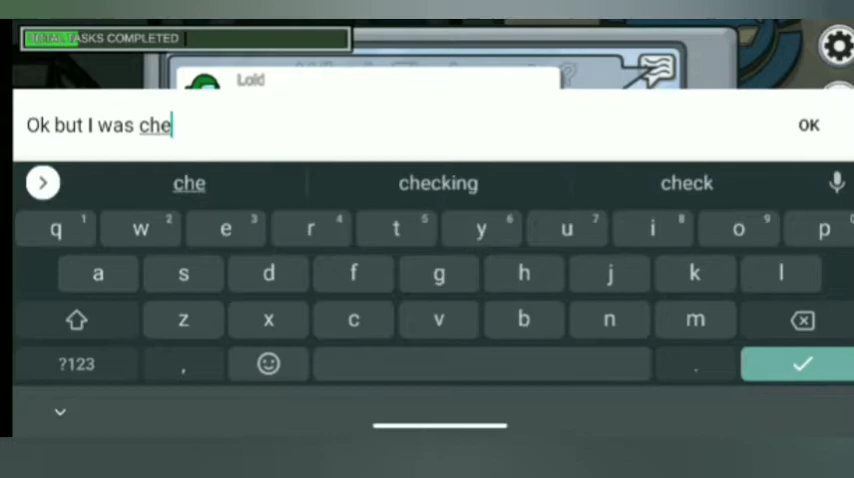 TOTAL TASKS COMPLETED
Lold
Ok but I was che
OK
che checking check
q 1 w 2 e 3 r 4 t 5 y 6 u 7 i 8 o 9 p 0
a s d f g h j k l
z x c v b n m
?123 , .